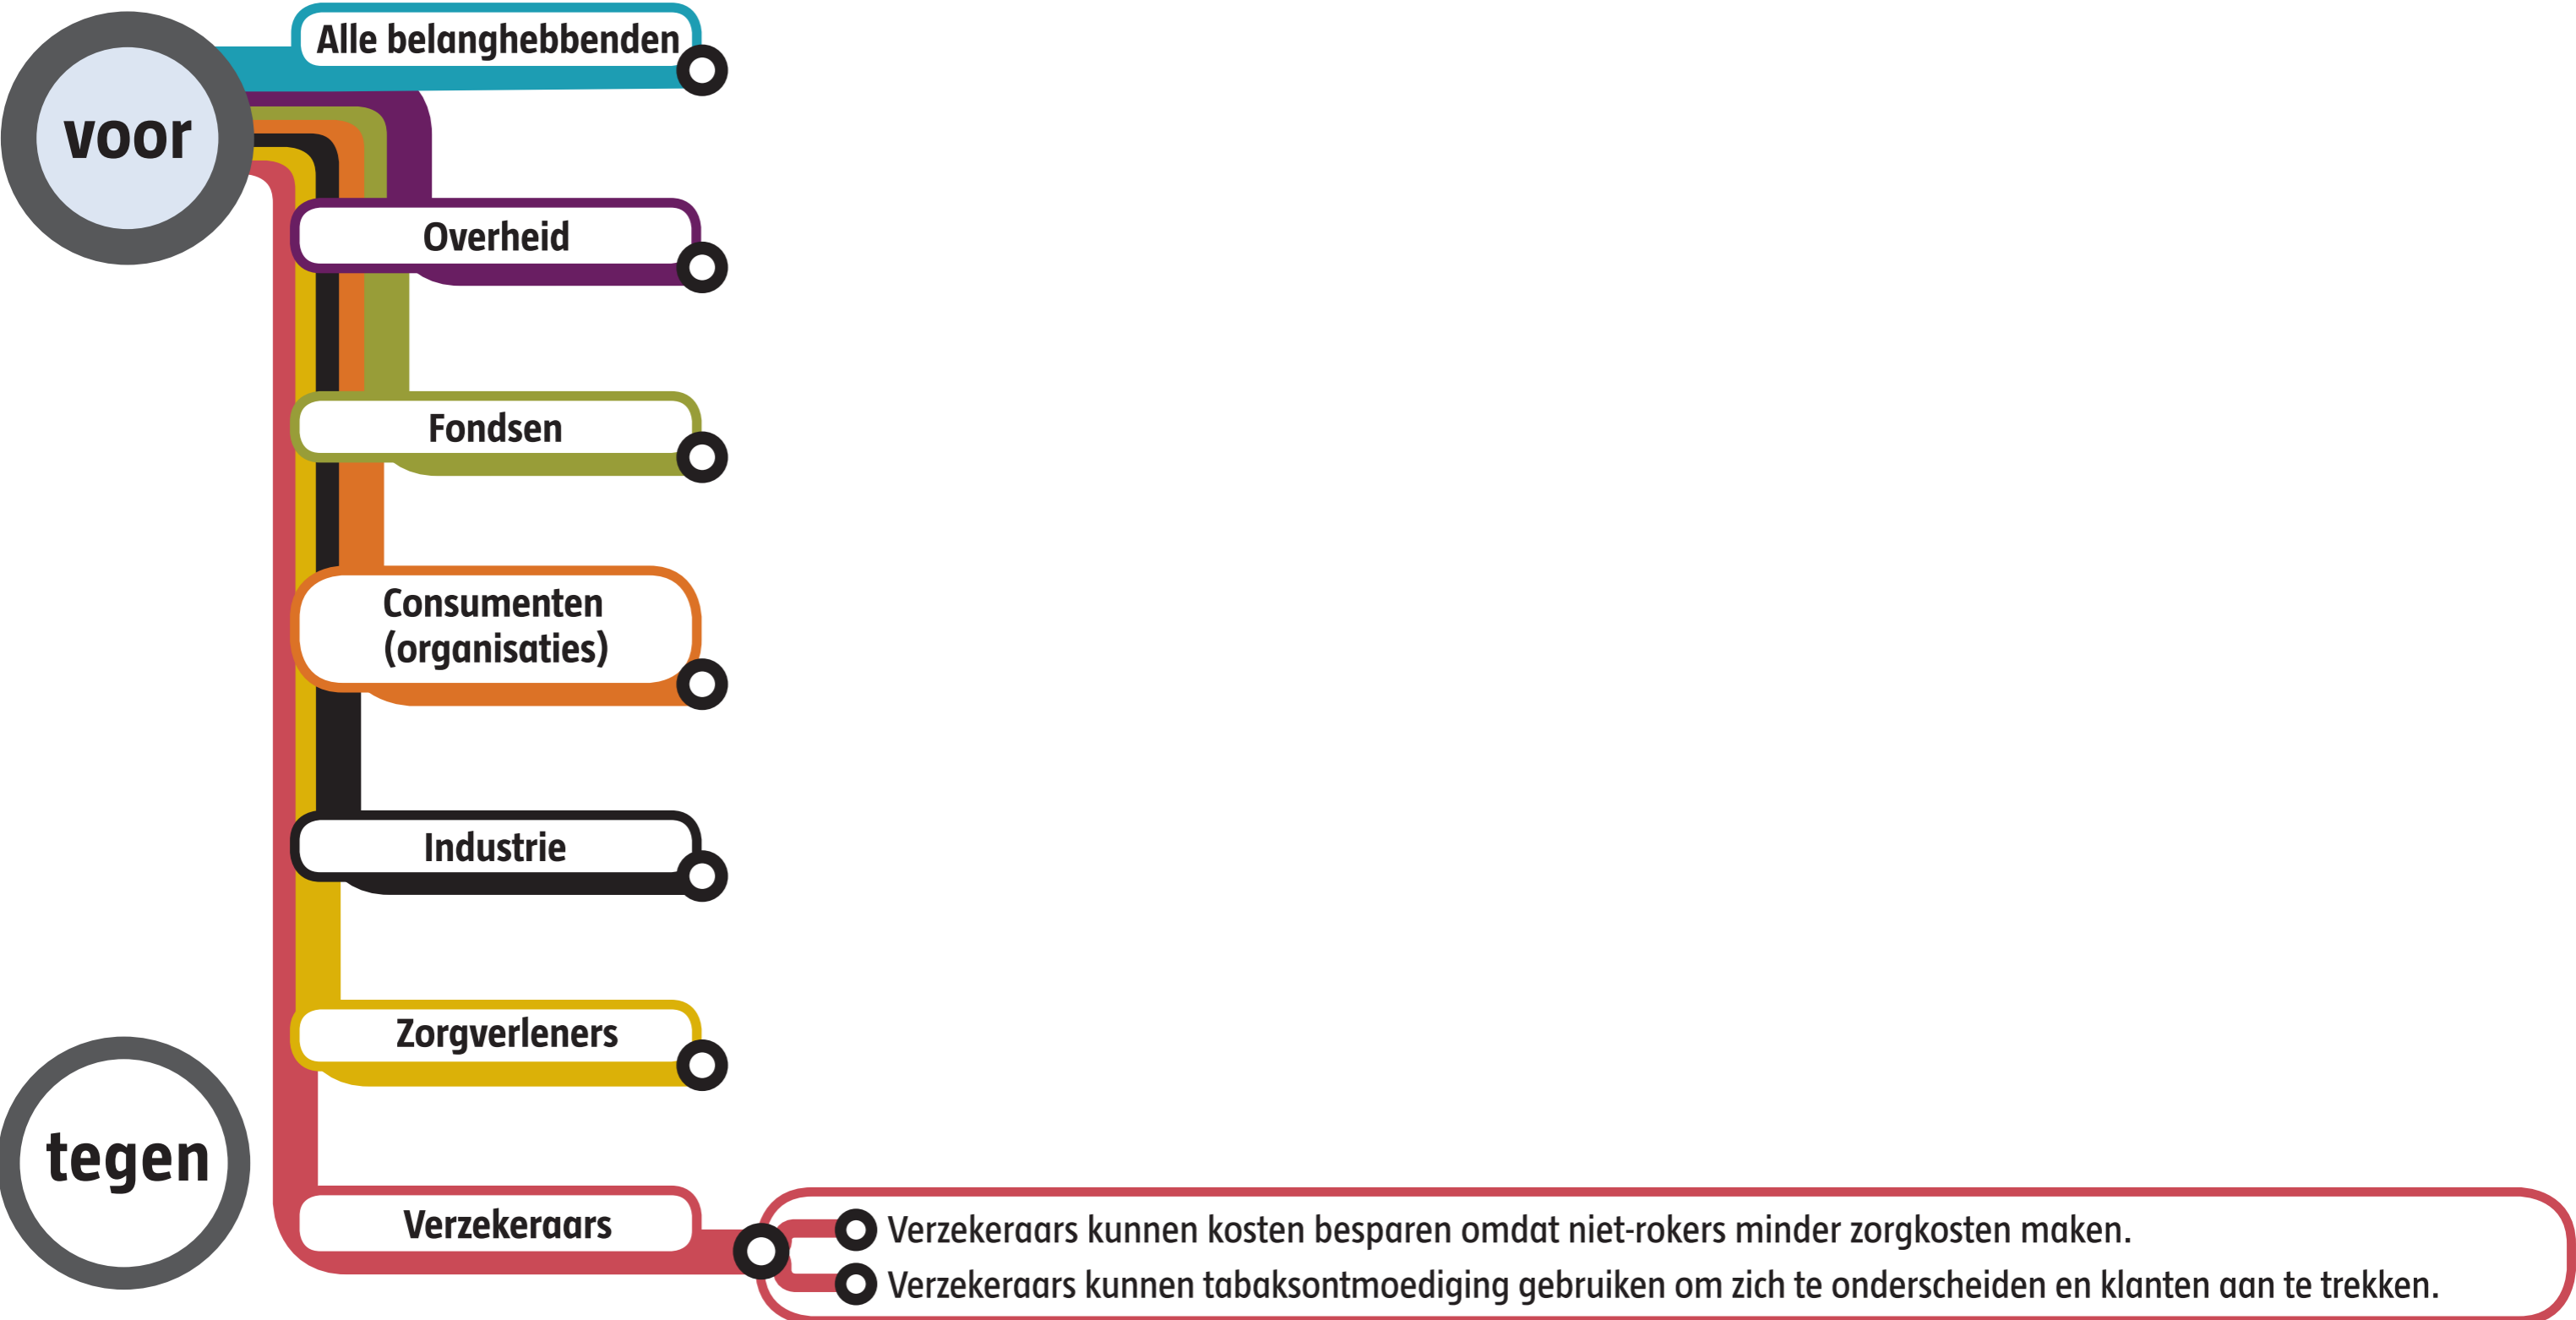 voor
Alle belanghebbenden
Overheid
Fondsen
Consumenten
(organisaties)
Industrie
Zorgverleners
tegen
Verzekeraars
Verzekeraars kunnen kosten besparen omdat niet-rokers minder zorgkosten maken.
Verzekeraars kunnen tabaksontmoediging gebruiken om zich te onderscheiden en klanten aan te trekken.